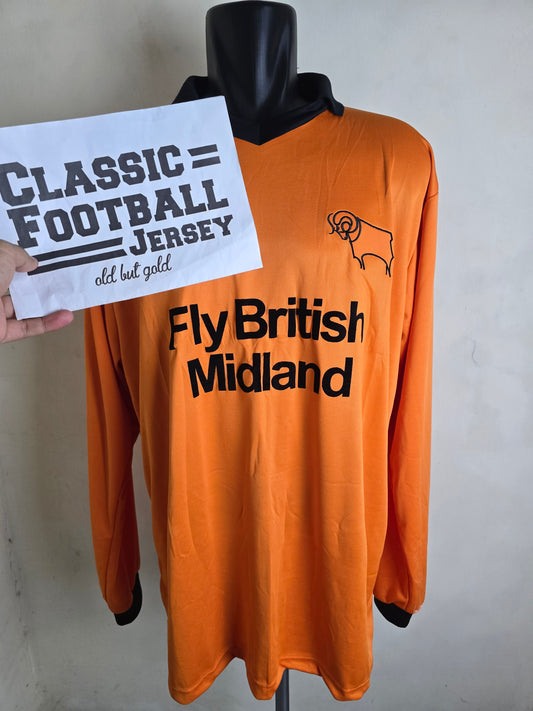 CLASSIC
FOOTBALL
JERSEY
old but gold
Fly British
Midland